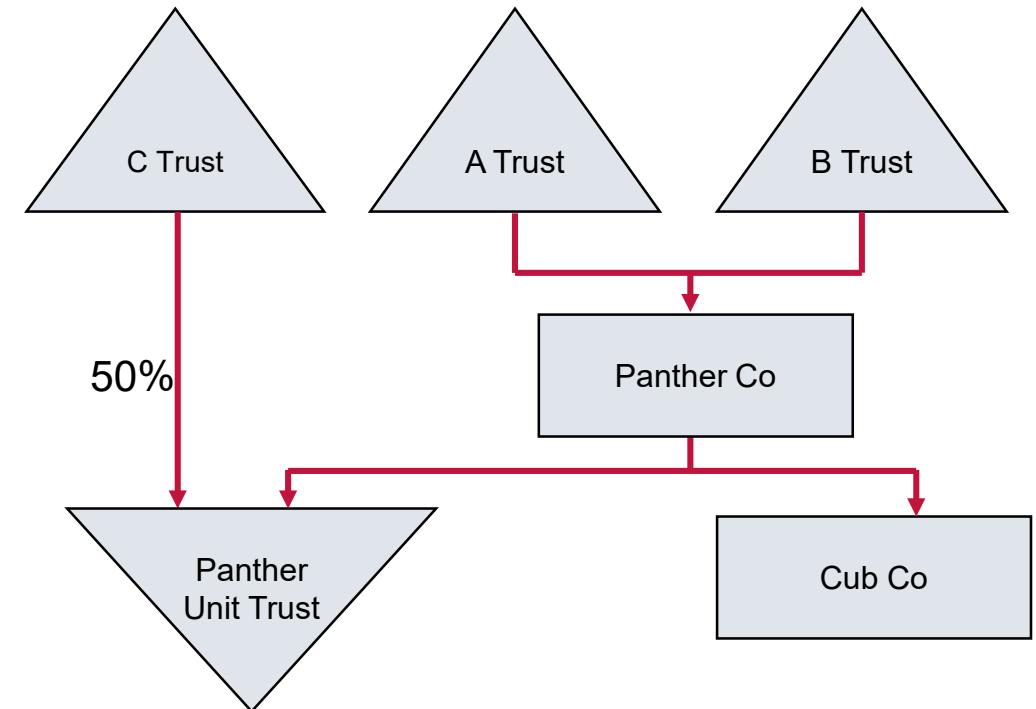 C Trust
A Trust
B Trust
50%
Panther Co
Panther
Unit Trust
Cub Co